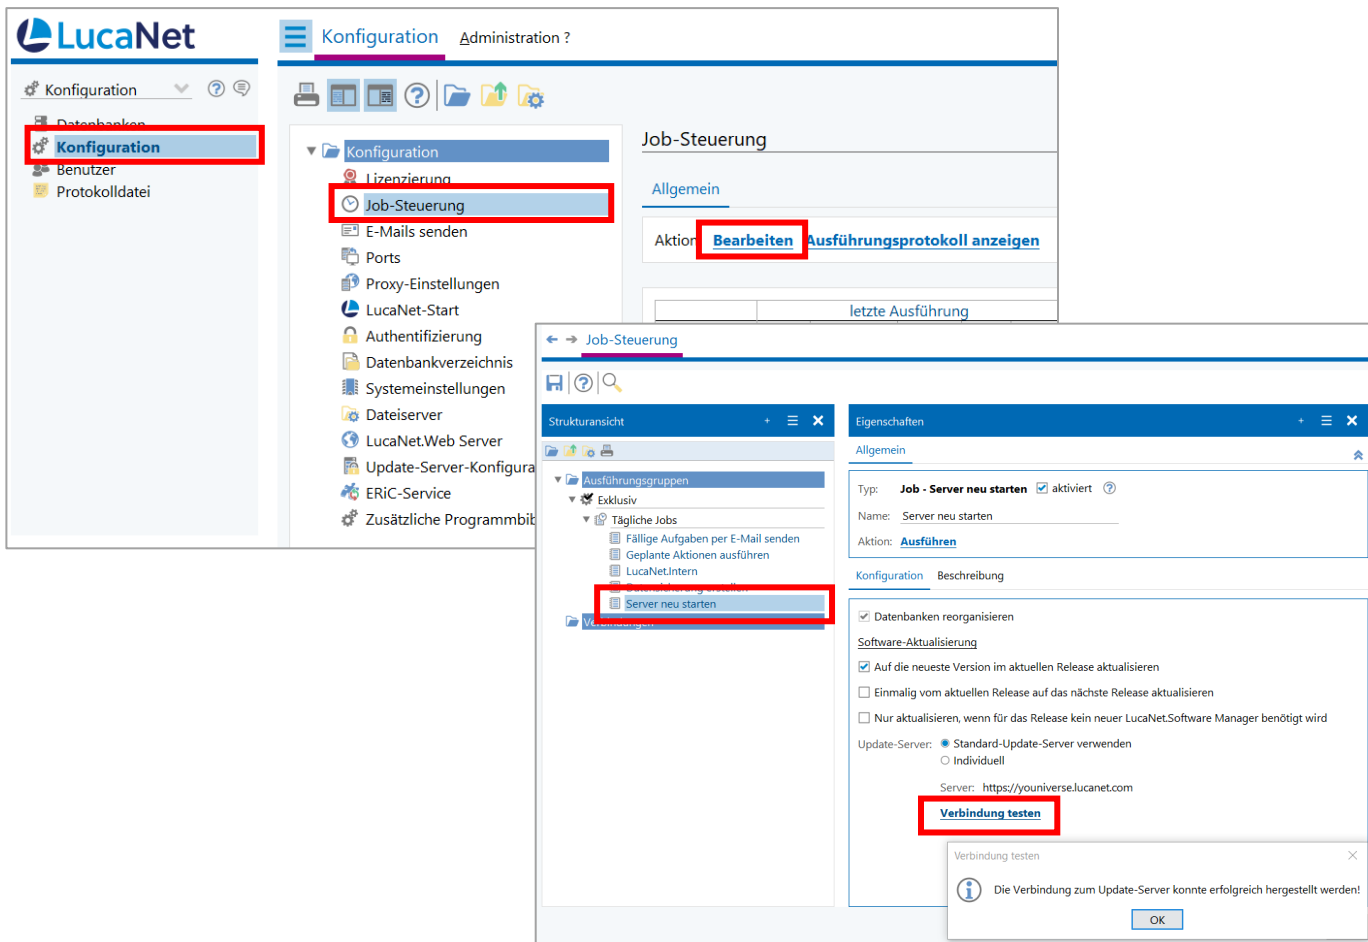 LucaNet
Konfiguration Administration ?
Konfiguration
Datenbanken
Konfiguration
Benutzer
Protokolldatei
Konfiguration
Lizenzierung
Job-Steuerung
E-Mails senden
Ports
Proxy-Einstellungen
LucaNet-Start
Authentifizierung
Datenbankverzeichnis
Systemeinstellungen
Dateiserver
LucaNet.Web Server
Update-Server-Konfigura
ERiC-Service
Zusätzliche Programmbib
Job-Steuerung
Allgemein
Aktion Bearbeiten Ausführungsprotokoll anzeigen
letzte Ausführung
Job-Steuerung
Strukturansicht
Ausführungsgruppen
Exklusiv
Tägliche Jobs
Fällige Aufgaben per E-Mail senden
Geplante Aktionen ausführen
LucaNet.Intern
Datensicherung erstellen
Server neu starten
Verbindungen
Eigenschaften
Allgemein
Typ: Job - Server neu starten aktiviert
Name: Server neu starten
Aktion: Ausführen
Konfiguration Beschreibung
Datenbanken reorganisieren
Software-Aktualisierung
Auf die neueste Version im aktuellen Release aktualisieren
Einmalig vom aktuellen Release auf das nächste Release aktualisieren
Nur aktualisieren, wenn für das Release kein neuer LucaNet.Software Manager benötigt wird
Update-Server: Standard-Update-Server verwenden
Individuell
Server: https://youniverse.lucanet.com
Verbindung testen
Verbindung testen
Die Verbindung zum Update-Server konnte erfolgreich hergestellt werden!
OK